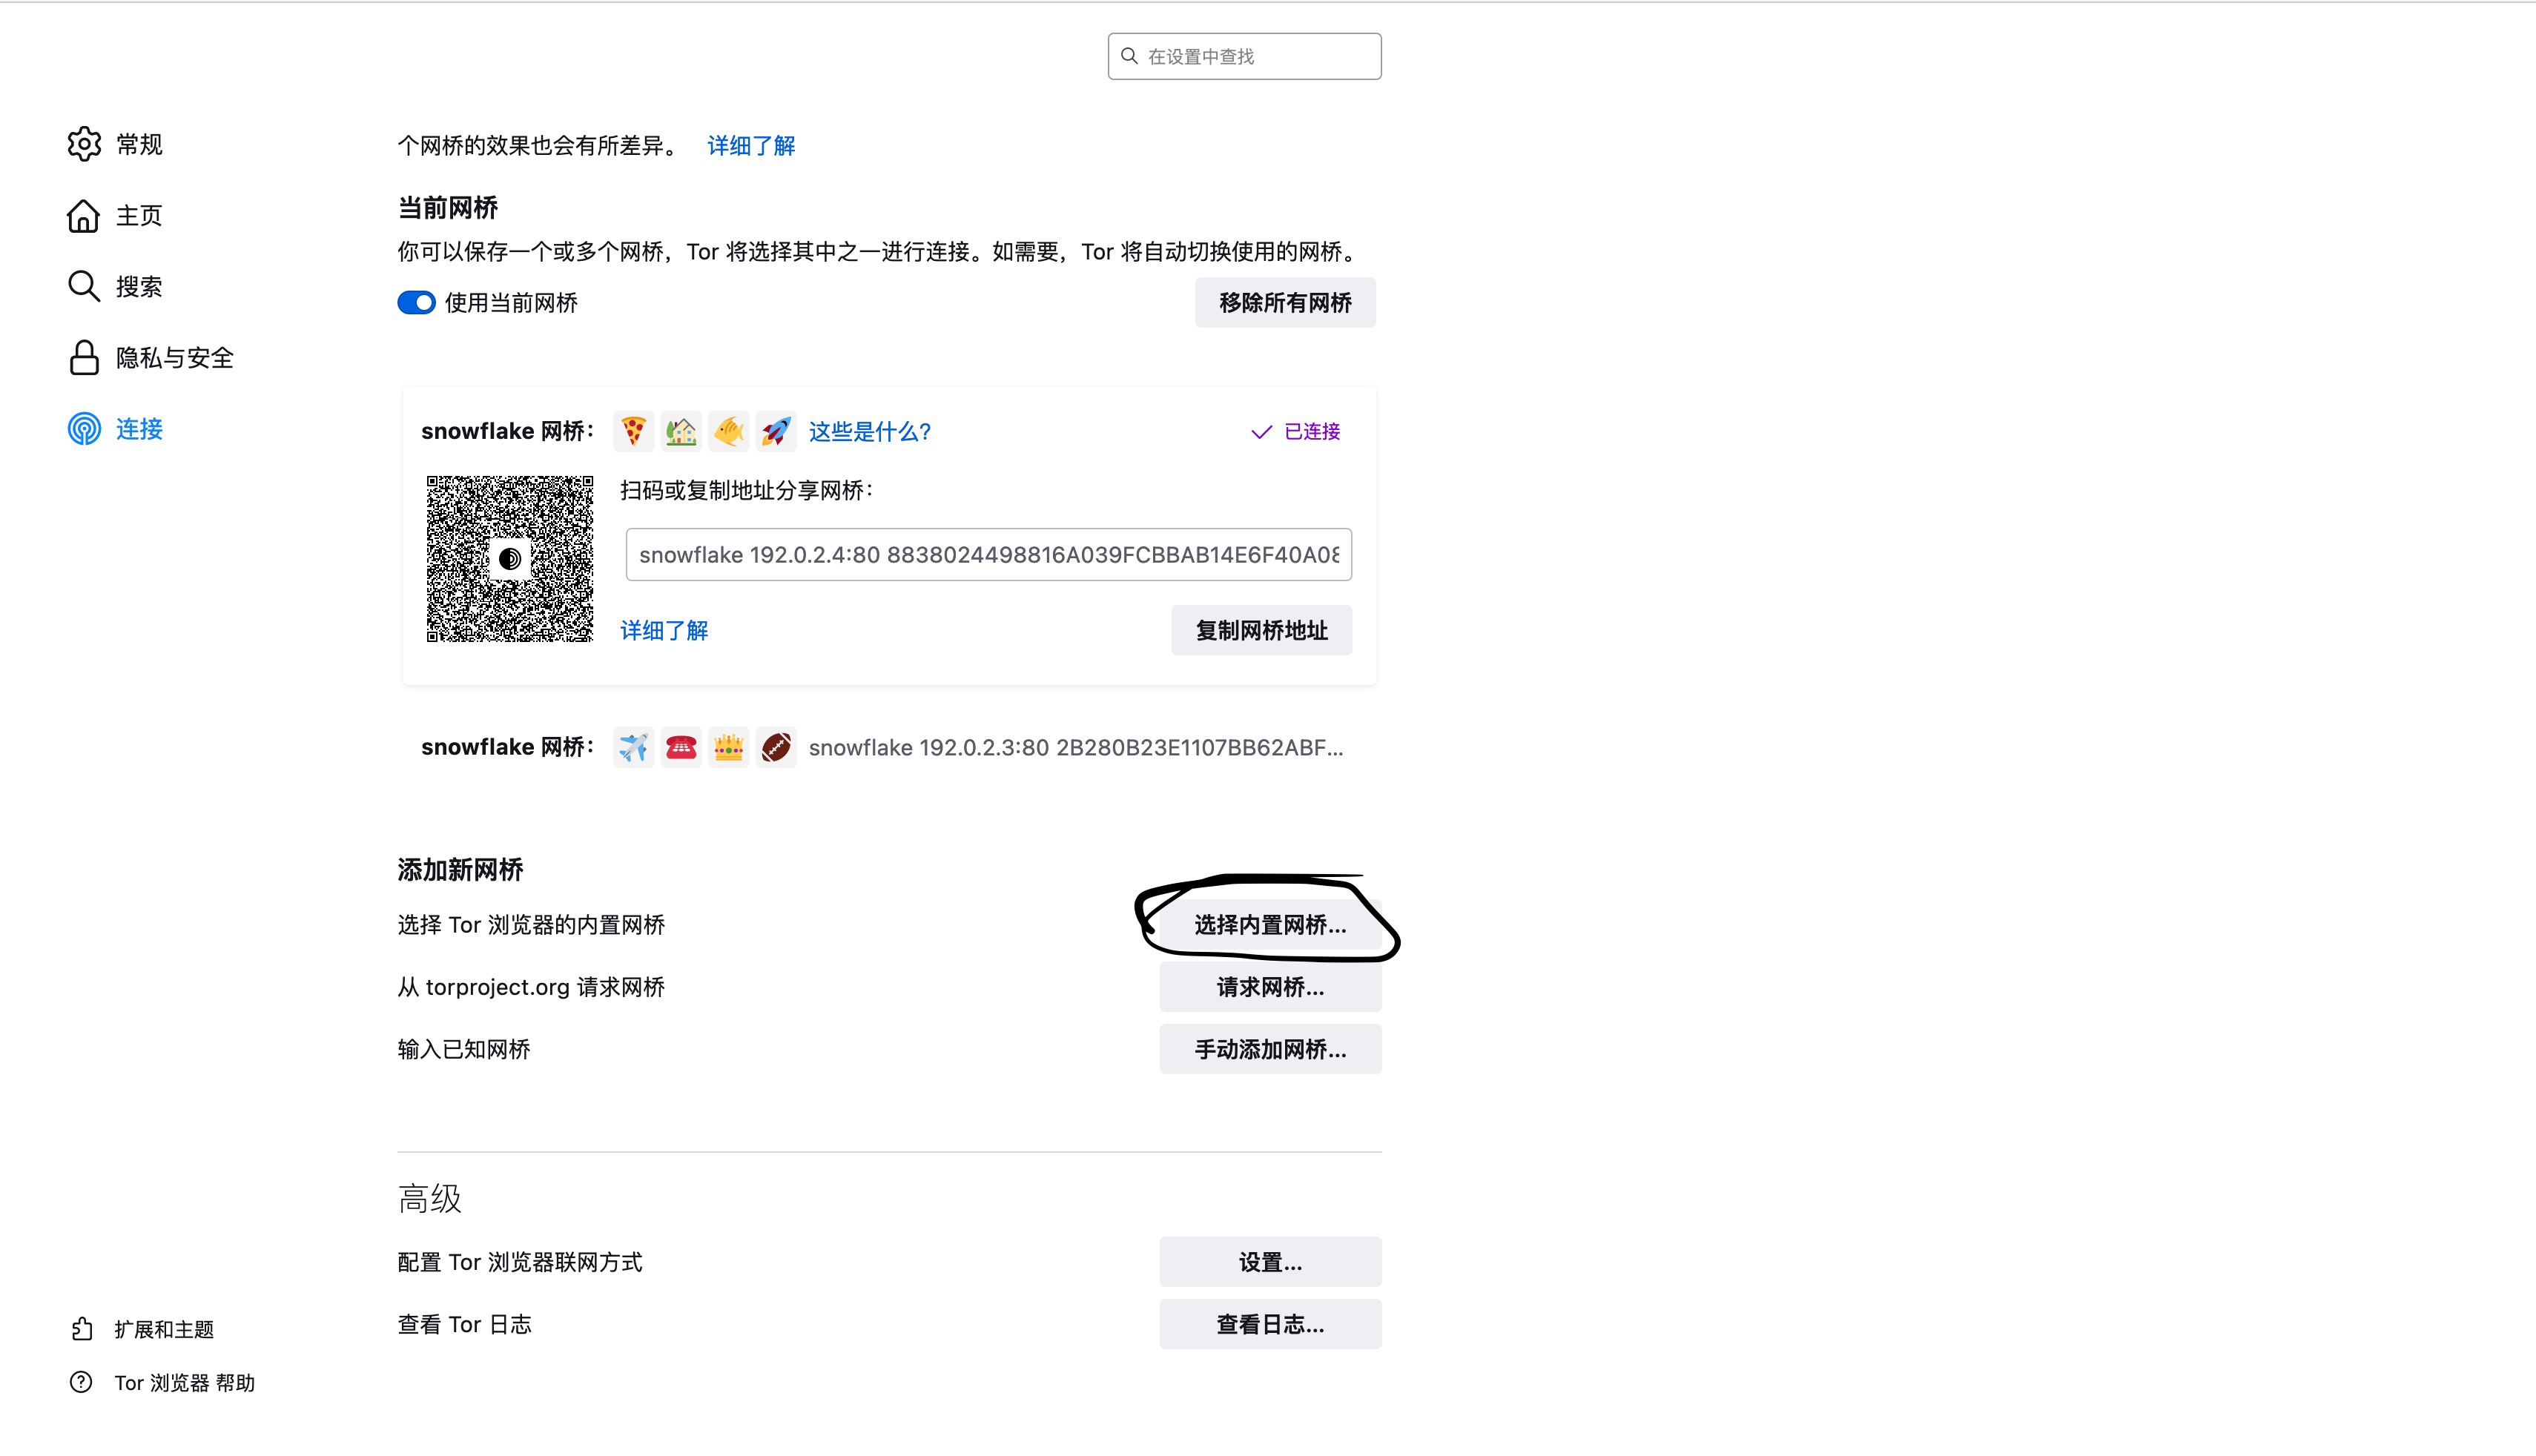 在设置中查找
常规
主页
搜索
隐私与安全
连接
个网桥的效果也会有所差异。 详细了解
当前网桥
你可以保存一个或多个网桥，Tor 将选择其中之一进行连接。如需要，Tor 将自动切换使用的网桥。
使用当前网桥
移除所有网桥
snowflake 网桥： 这些是什么？ 已连接
扫码或复制地址分享网桥：
snowflake 192.0.2.4:80 8838024498816A039FCBBAB14E6F40A08
详细了解
复制网桥地址
snowflake 网桥： snowflake 192.0.2.3:80 2B280B23E1107BB62ABF...
添加新网桥
选择 Tor 浏览器的内置网桥
选择内置网桥...
从 torproject.org 请求网桥
请求网桥...
输入已知网桥
手动添加网桥...
高级
配置 Tor 浏览器联网方式
设置...
查看 Tor 日志
查看日志...
扩展和主题
Tor 浏览器 帮助